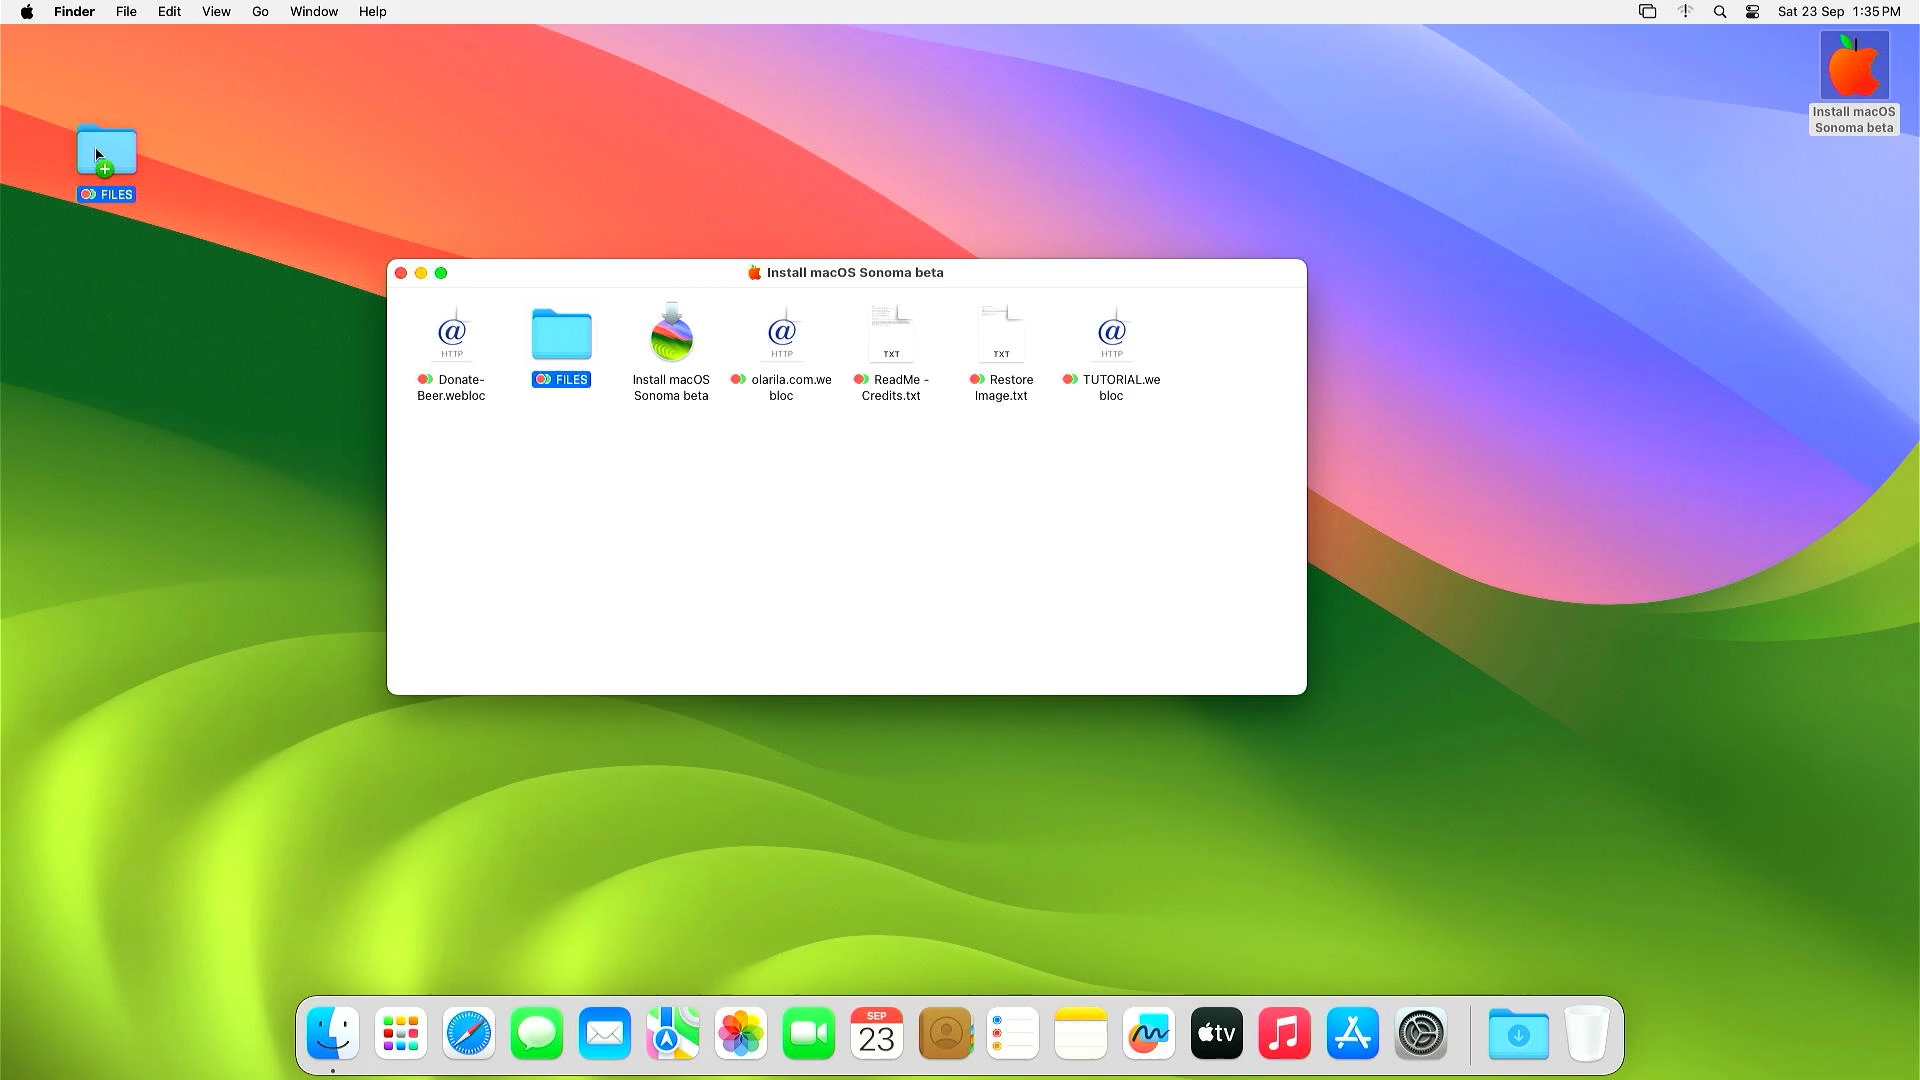 Finder File Edit View Go Window Help
Sat 23 Sep 1:35 PM
Install macOS
Sonoma beta
FILES
Install macOS Sonoma beta
HTTP
HTTP
TXT
TXT
HTTP
Donate-
Beer.webloc
FILES
Install macOS
Sonoma beta
olarila.com.we
bloc
ReadMe -
Credits.txt
Restore
Image.txt
TUTORIAL.we
bloc
SEP
23
tv